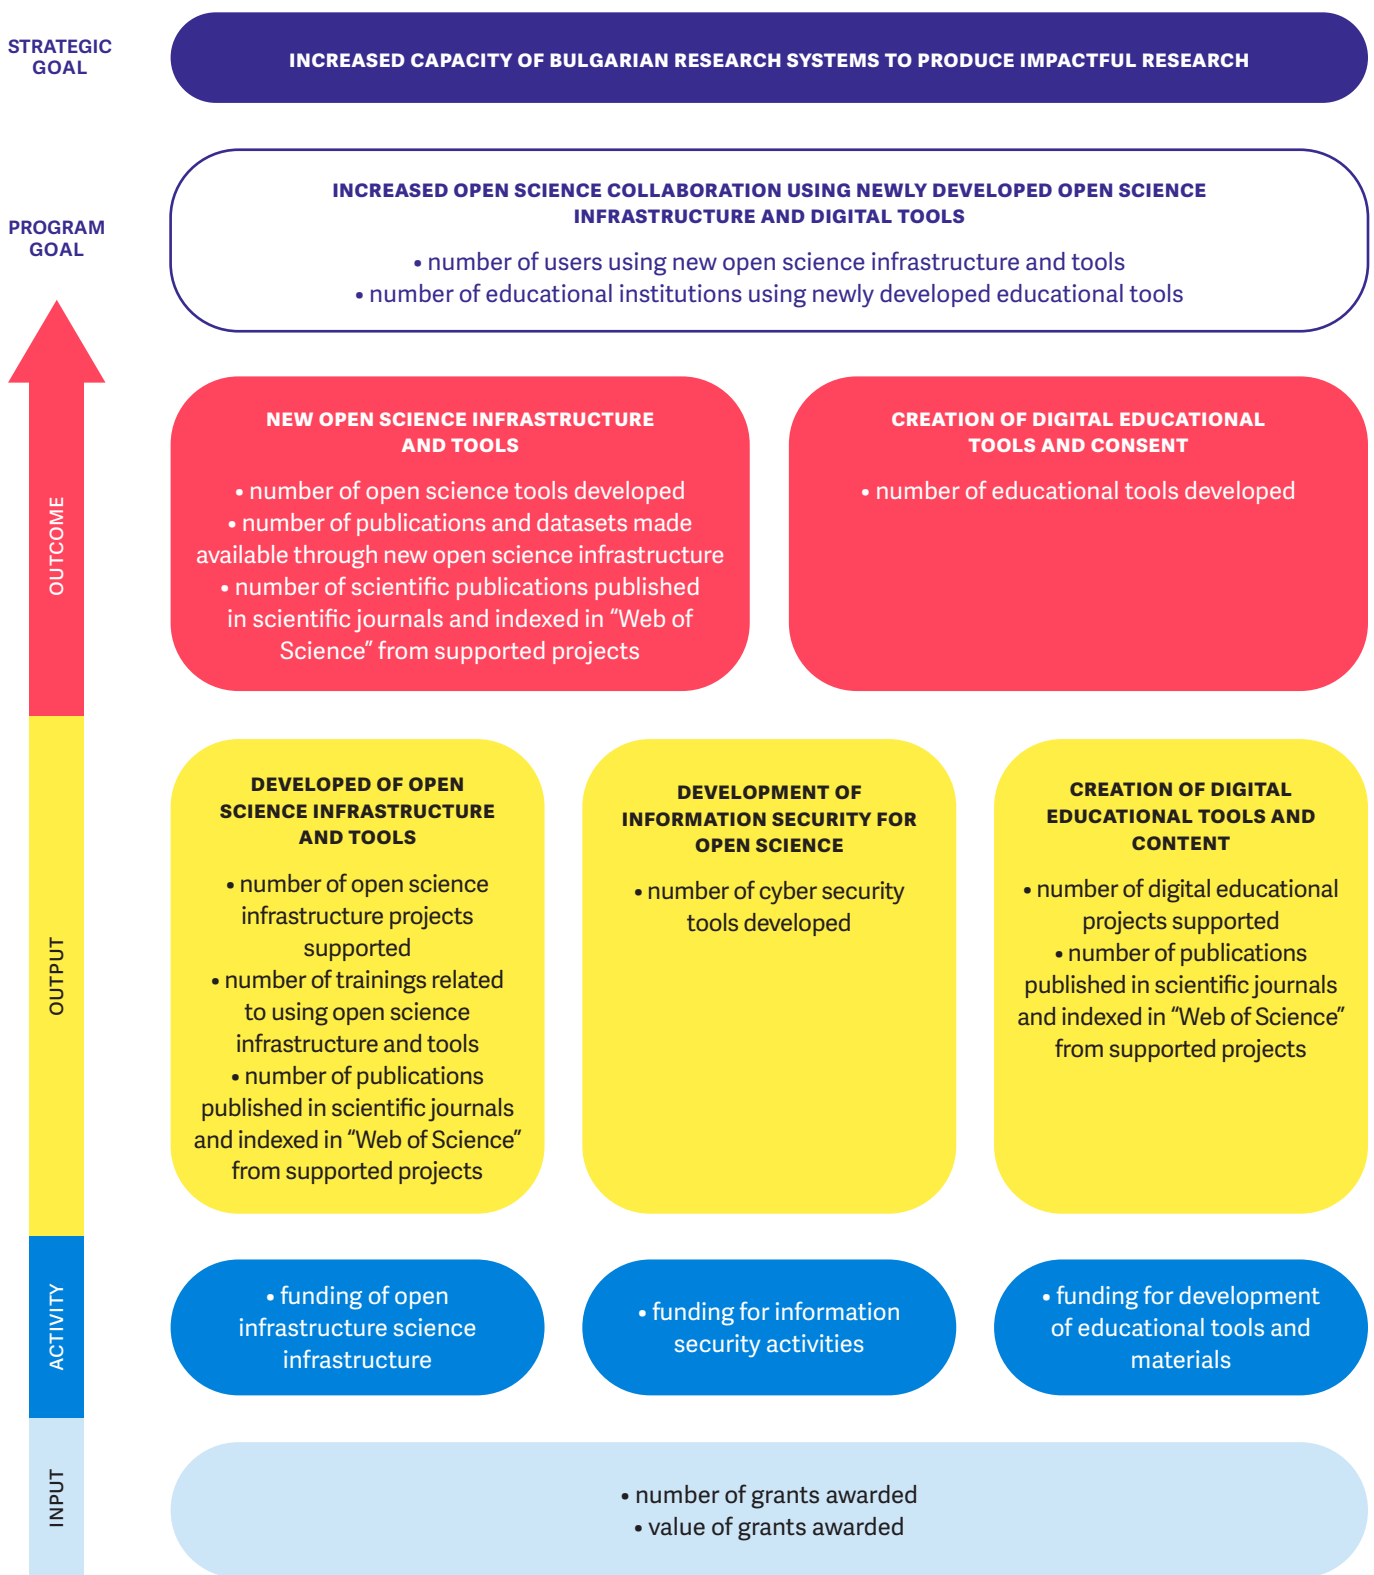 STRATEGIC
GOAL
INCREASED CAPACITY OF BULGARIAN RESEARCH SYSTEMS TO PRODUCE IMPACTFUL RESEARCH
PROGRAM
GOAL
INCREASED OPEN SCIENCE COLLABORATION USING NEWLY DEVELOPED OPEN SCIENCE
INFRASTRUCTURE AND DIGITAL TOOLS
• number of users using new open science infrastructure and tools
• number of educational institutions using newly developed educational tools
OUTCOME
NEW OPEN SCIENCE INFRASTRUCTURE
AND TOOLS
• number of open science tools developed
• number of publications and datasets made
available through new open science infrastructure
• number of scientific publications published
in scientific journals and indexed in “Web of
Science” from supported projects
CREATION OF DIGITAL EDUCATIONAL
TOOLS AND CONSENT
• number of educational tools developed
OUTPUT
DEVELOPED OF OPEN
SCIENCE INFRASTRUCTURE
AND TOOLS
• number of open science
infrastructure projects
supported
• number of trainings related
to using open science
infrastructure and tools
• number of publications
published in scientific journals
and indexed in “Web of Science”
from supported projects
DEVELOPMENT OF
INFORMATION SECURITY FOR
OPEN SCIENCE
• number of cyber security
tools developed
CREATION OF DIGITAL
EDUCATIONAL TOOLS AND
CONTENT
• number of digital educational
projects supported
• number of publications
published in scientific journals
and indexed in “Web of Science”
from supported projects
ACTIVITY
• funding of open
infrastructure science
infrastructure
• funding for information
security activities
• funding for development
of educational tools and
materials
INPUT
• number of grants awarded
• value of grants awarded